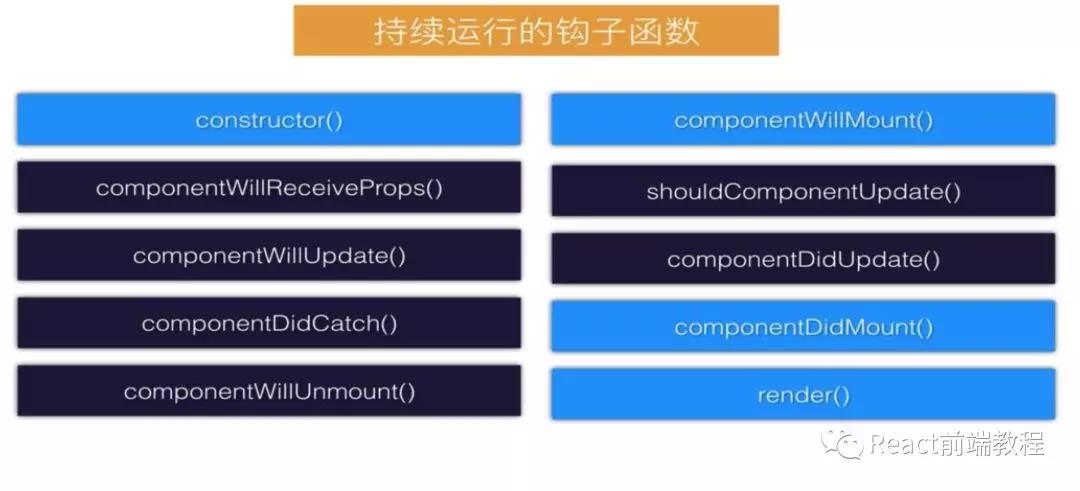 持续运行的钩子函数
constructor()
componentWillMount()
componentWillReceiveProps()
shouldComponentUpdate()
componentWillUpdate()
componentDidUpdate()
componentDidCatch()
componentDidMount()
componentWillUnmount()
render()
React前端教程